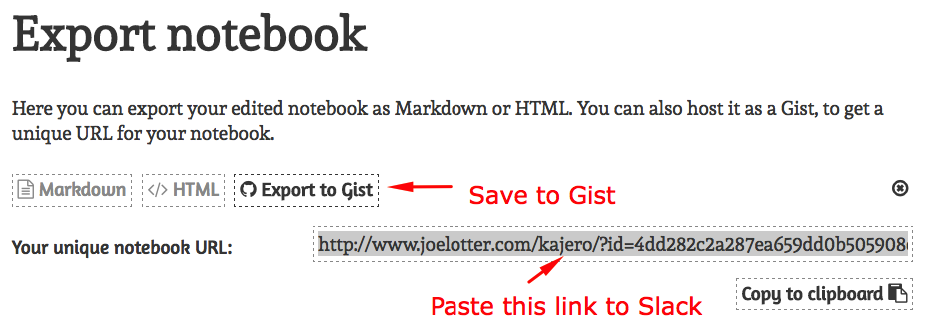 Export notebook
Here you can export your edited notebook as Markdown or HTML. You can also host it as a Gist, to get a
unique URL for your notebook.
Markdown </> HTML Export to Gist Save to Gist
Your unique notebook URL: http://www.joelotter.com/kajero/?id=4dd282c2a287ea659dd0b505908
Paste this link to Slack Copy to clipboard